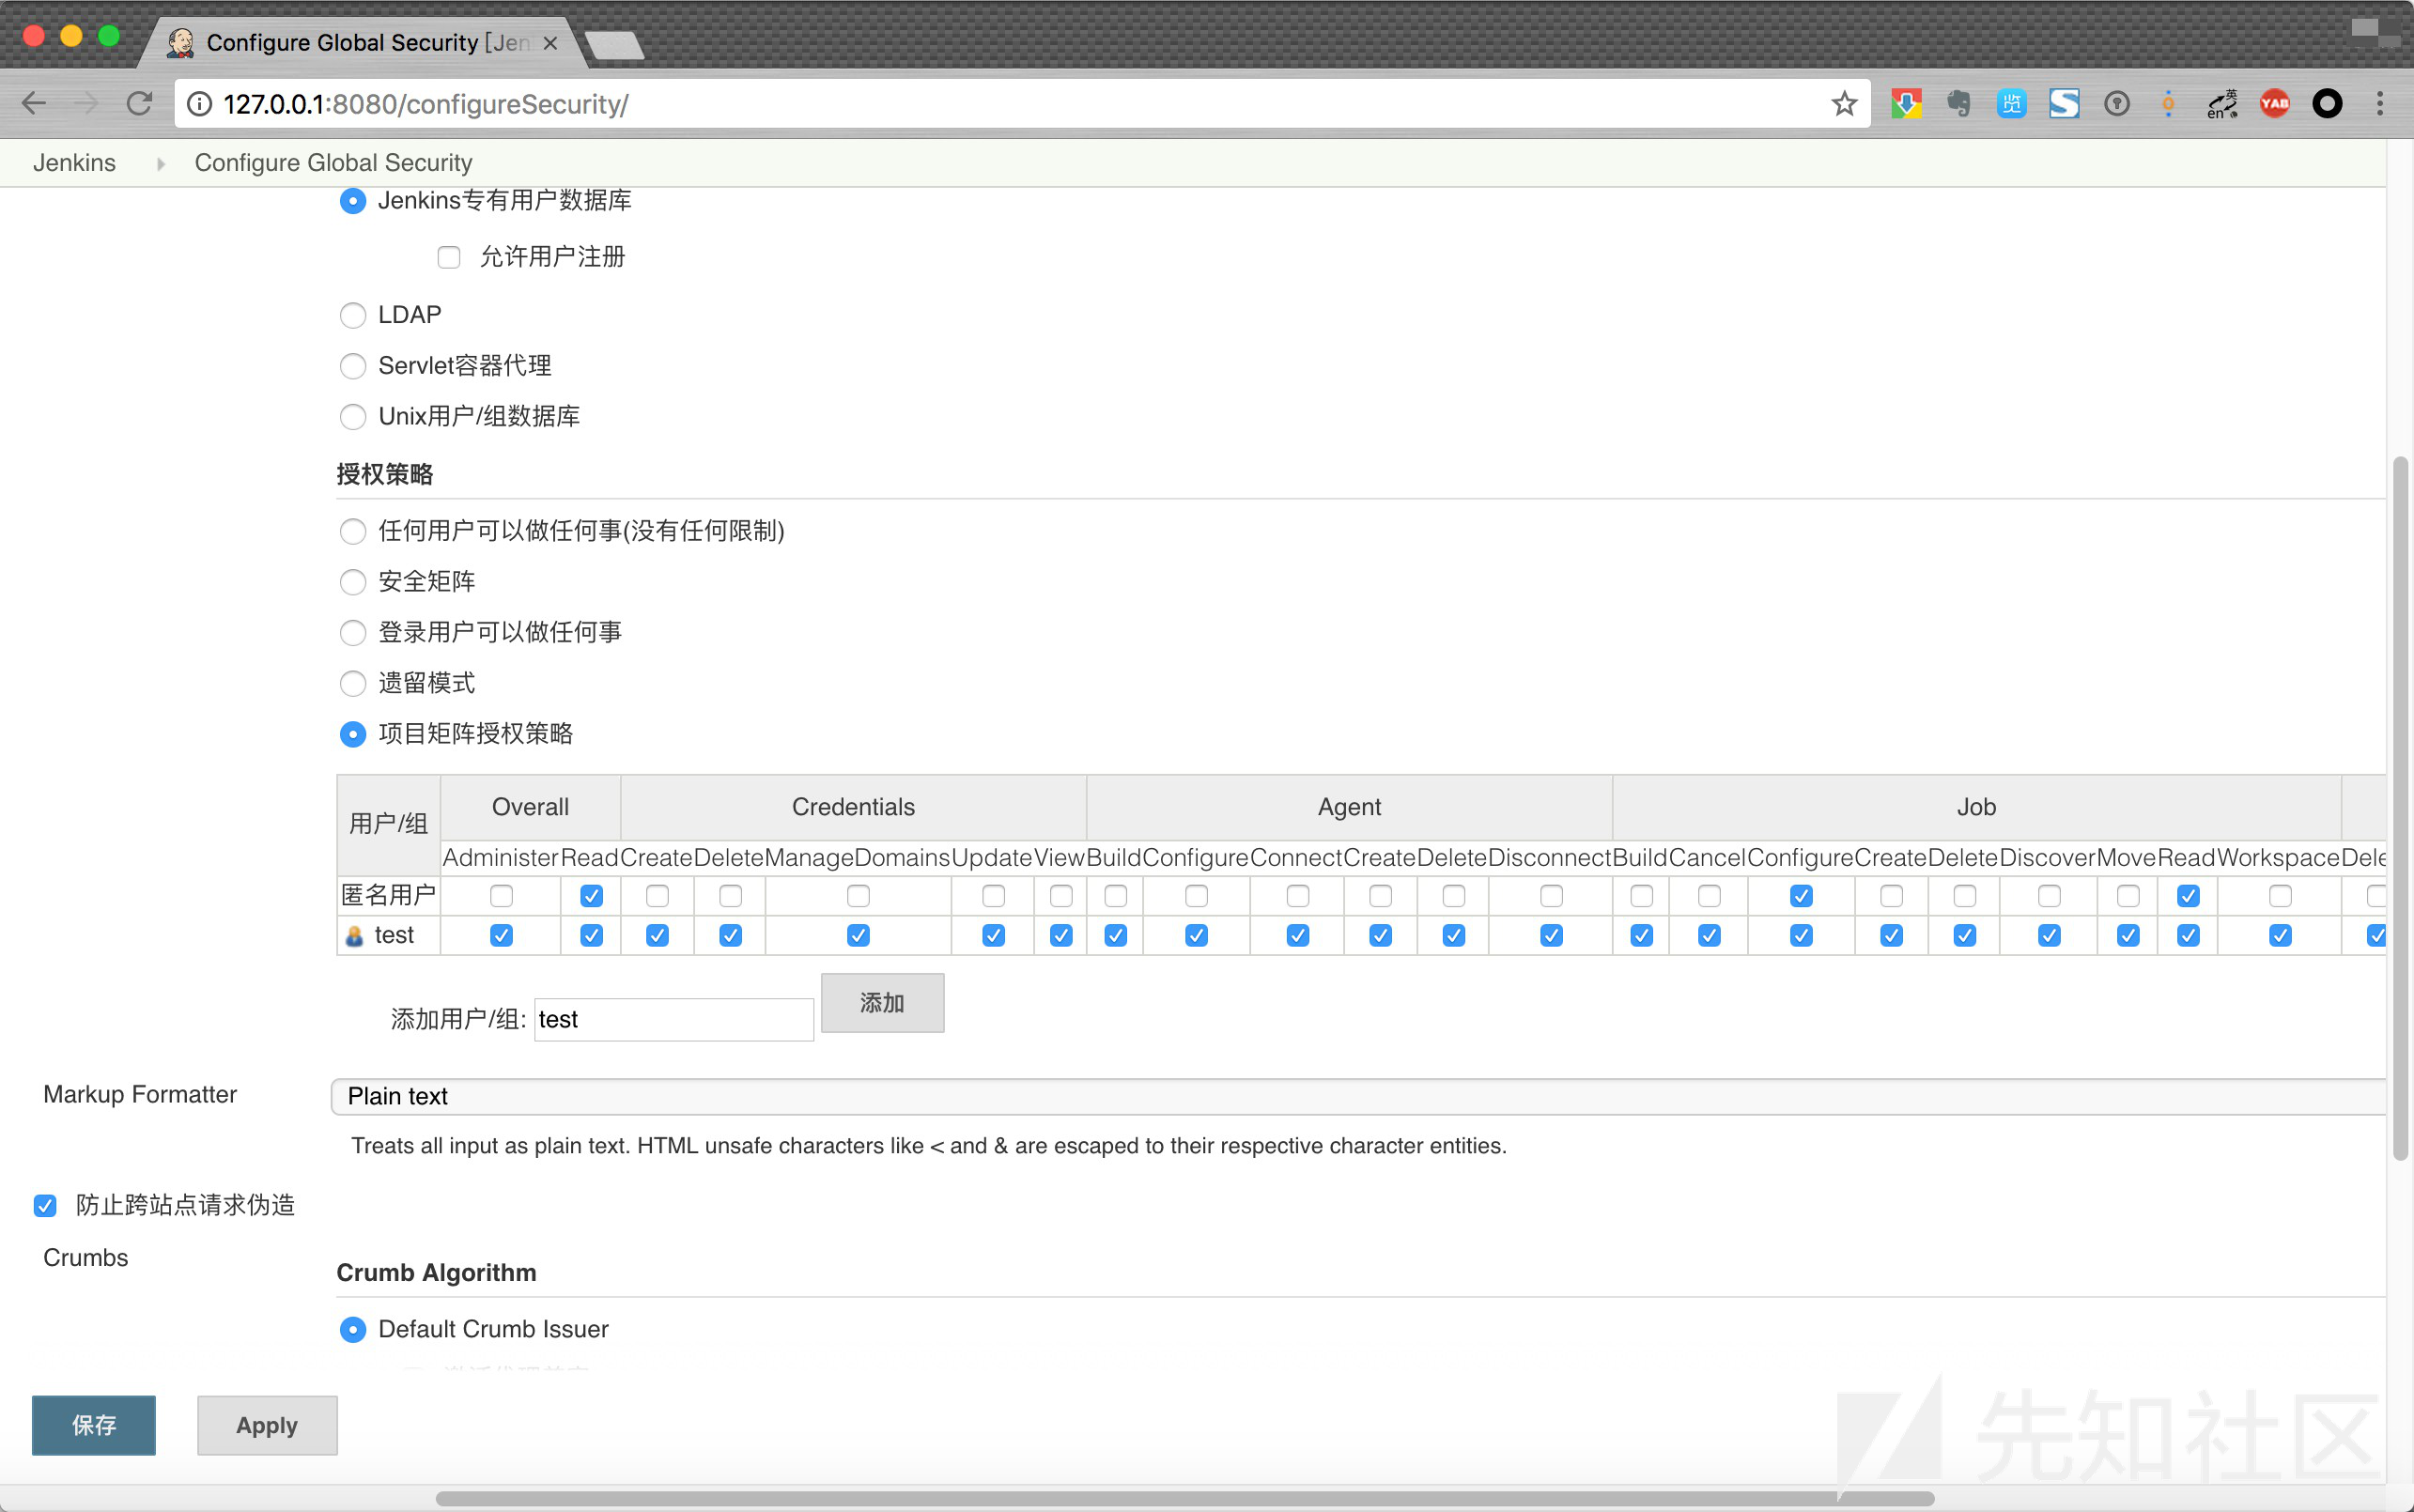 Configure Global Security [Jen
127.0.0.1:8080/configureSecurity/
览
英
en
YAB
Jenkins
Configure Global Security
Jenkins专有用户数据库
允许用户注册
LDAP
Servlet容器代理
Unix用户/组数据库
授权策略
任何用户可以做任何事(没有任何限制)
安全矩阵
登录用户可以做任何事
遗留模式
项目矩阵授权策略
用户/组 Overall Credentials Agent Job
Administer Read Create Delete ManageDomains Update View Build Configure Connect Create Delete Disconnect Build Cancel Configure Create Delete Discover Move Read Workspace Dele
匿名用户
test
添加用户/组: test 添加
Markup Formatter Plain text
Treats all input as plain text. HTML unsafe characters like < and & are escaped to their respective character entities.
防止跨站点请求伪造
Crumbs
Crumb Algorithm
Default Crumb Issuer
保存 Apply
先知社区